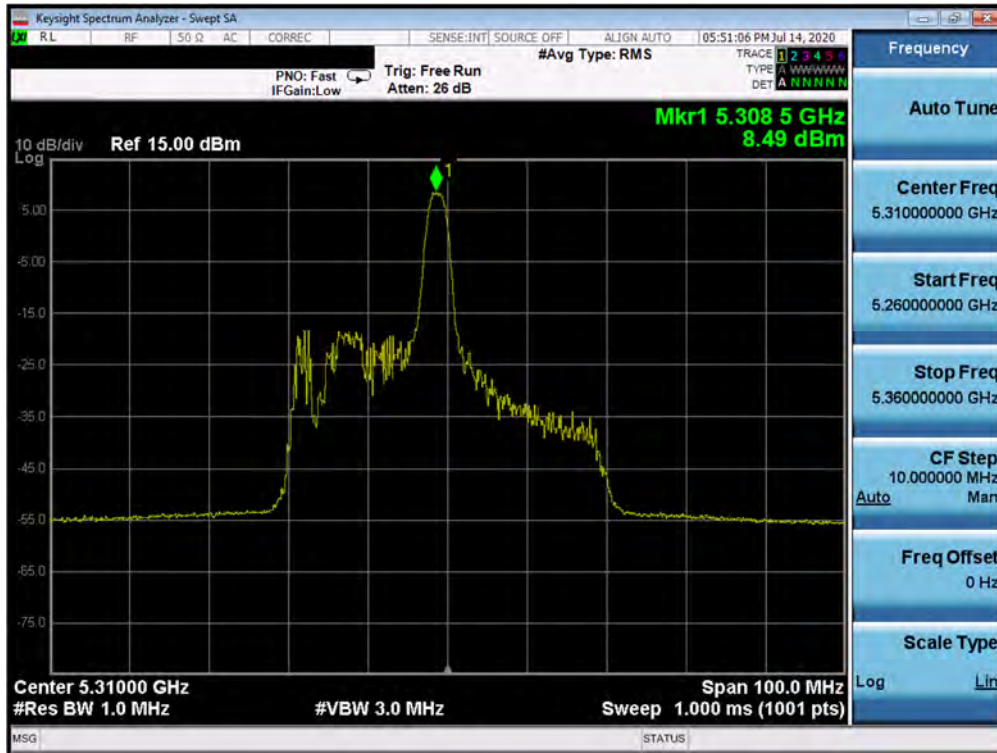 Keysight Spectrum Analyzer - Swept SA
LXI RL RF 50 Ω AC CORREC SENSE:INT SOURCE OFF ALIGN AUTO 05:51:06 PM Jul 14, 2020
#Avg Type: RMS
PNO: Fast Trig: Free Run
IFGain:Low Atten: 26 dB
TRACE 1 2 3 4 5 6
TYPE A WWWWW
DET A N N N N N
Mkr1 5.308 5 GHz
8.49 dBm
10 dB/div Ref 15.00 dBm
Log
1
5.00
-5.00
-15.0
-25.0
-35.0
-45.0
-55.0
-65.0
-75.0
Center 5.31000 GHz Span 100.0 MHz
#Res BW 1.0 MHz #VBW 3.0 MHz Sweep 1.000 ms (1001 pts)
MSG STATUS
Frequency
Auto Tune
Center Freq
5.310000000 GHz
Start Freq
5.260000000 GHz
Stop Freq
5.360000000 GHz
CF Step
10.000000 MHz
Auto Man
Freq Offset
0 Hz
Scale Type
Log Lin